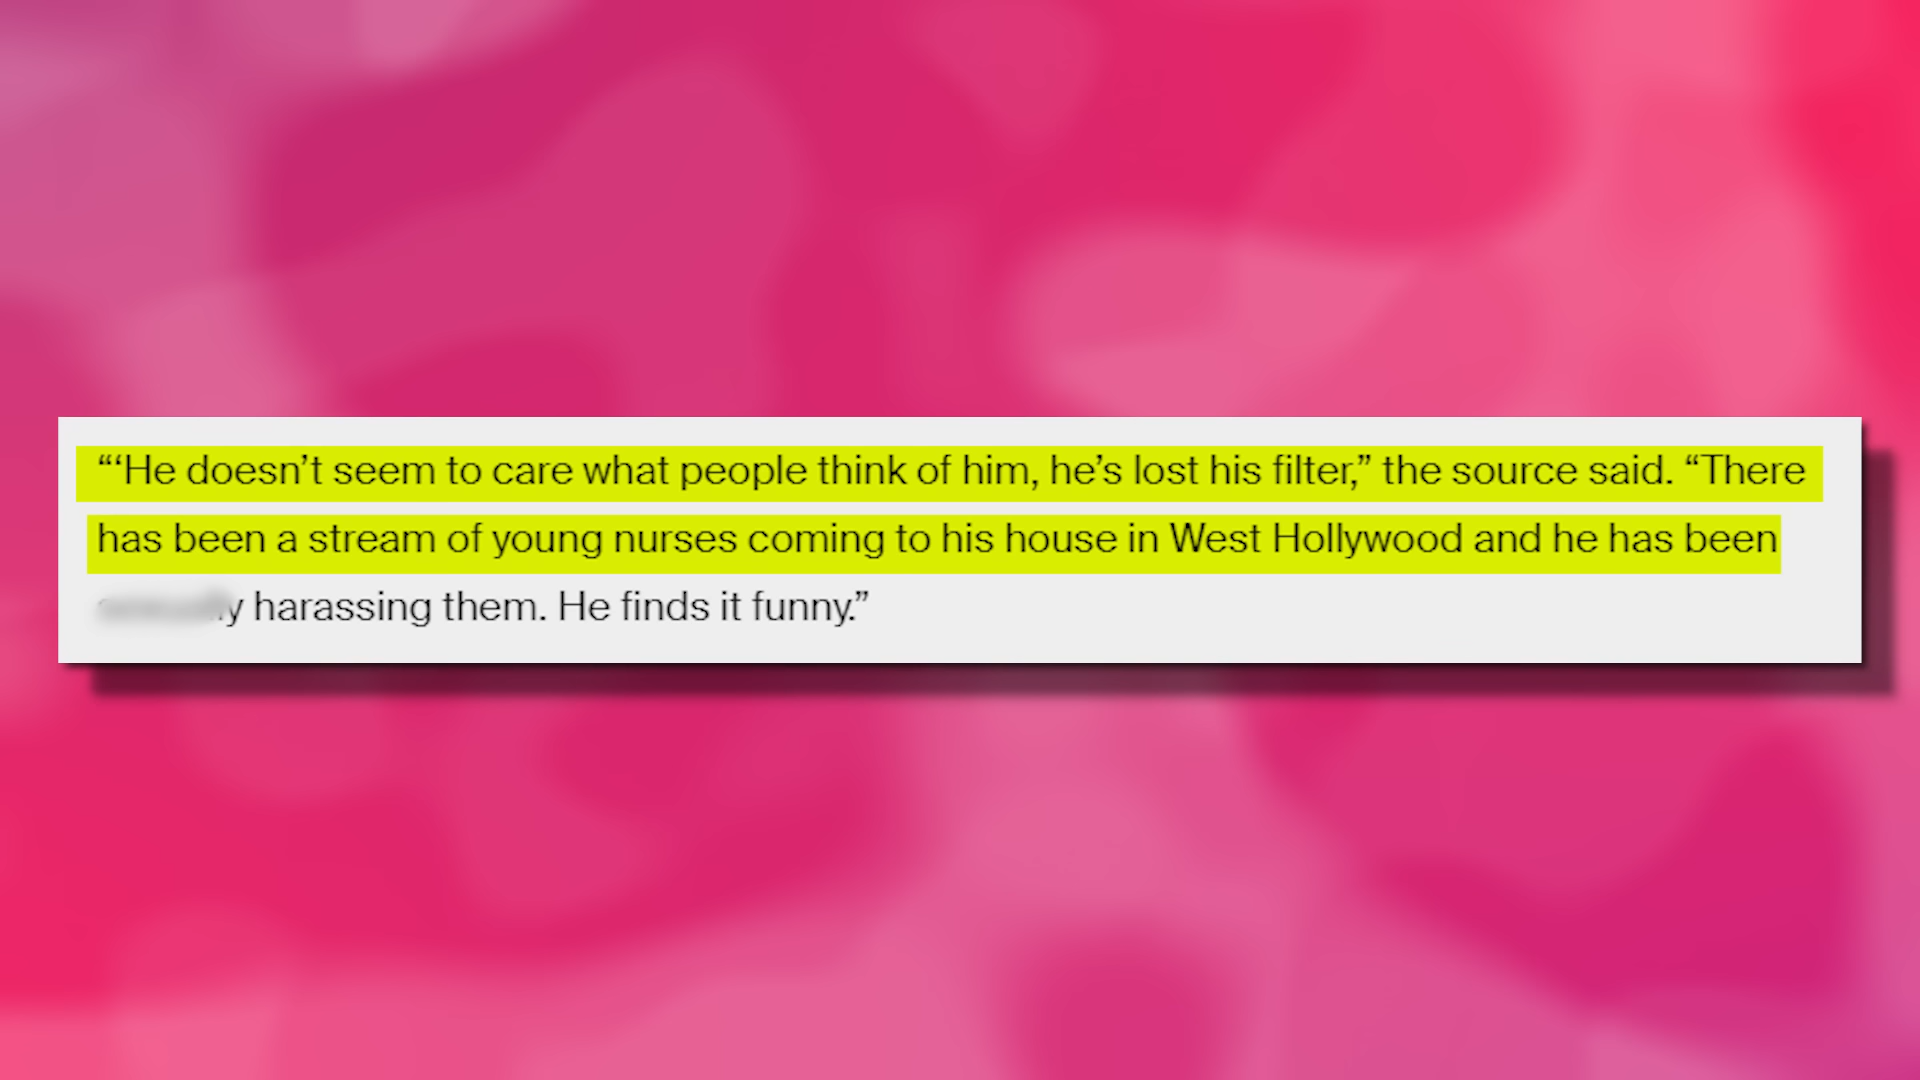 “‘He doesn’t seem to care what people think of him, he’s lost his filter,” the source said. “There
has been a stream of young nurses coming to his house in West Hollywood and he has been
harassing them. He finds it funny.”